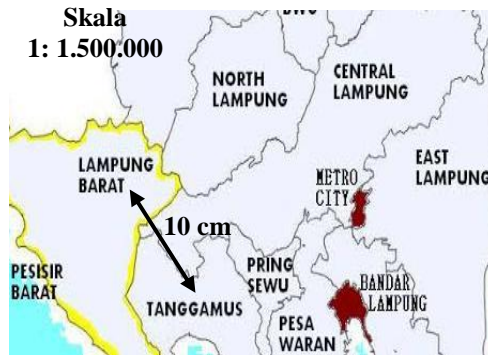 Skala
1: 1.500.000
NORTH
LAMPUNG
CENTRAL
LAMPUNG
EAST
LAMPUNG
LAMPUNG
BARAT
METRO
CITY
10 cm
PESISIR
BARAT
TANGGAMUS
PRING
SEWU
BANDAR
LAMPUNG
PESA
WARAN